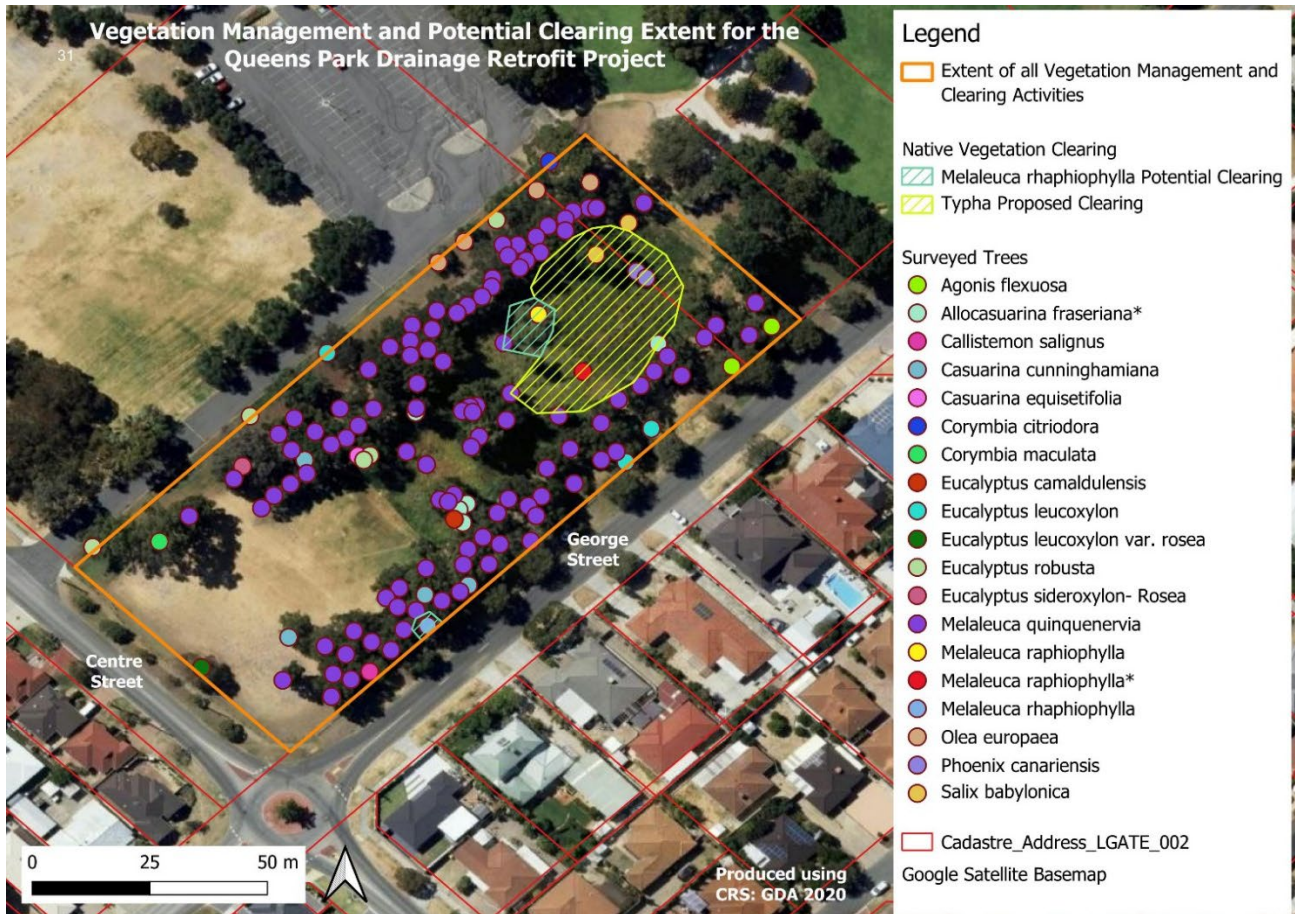 Vegetation Management and Potential Clearing Extent for the
Queens Park Drainage Retrofit Project
31
George
Street
Centre
Street
0 25 50 m
Produced using
CRS: GDA 2020
Legend
Extent of all Vegetation Management and
Clearing Activities
Native Vegetation Clearing
Melaleuca rhaphiophylla Potential Clearing
Typha Proposed Clearing
Surveyed Trees
Agonis flexuosa
Allocasuarina fraseriana*
Callistemon salignus
Casuarina cunninghamiana
Casuarina equisetifolia
Corymbia citriodora
Corymbia maculata
Eucalyptus camaldulensis
Eucalyptus leucoxylon
Eucalyptus leucoxylon var. rosea
Eucalyptus robusta
Eucalyptus sideroxylon- Rosea
Melaleuca quinquenervia
Melaleuca raphiophylla
Melaleuca raphiophylla*
Melaleuca rhaphiophylla
Olea europaea
Phoenix canariensis
Salix babylonica
Cadastre_Address_LGATE_002
Google Satellite Basemap